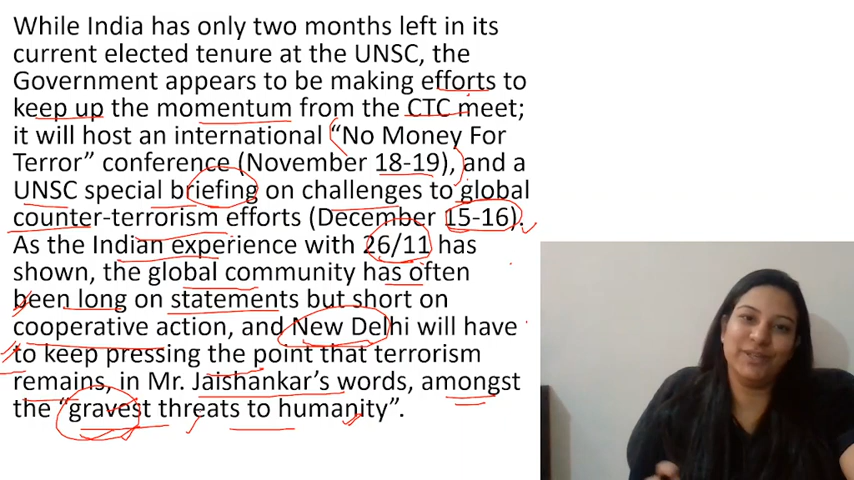 While India has only two months left in its
current elected tenure at the UNSC, the
Government appears to be making efforts to
keep up the momentum from the CTC meet;
it will host an international “No Money For
Terror” conference (November 18-19), and a
UNSC special briefing on challenges to global
counter-terrorism efforts (December 15-16).
As the Indian experience with 26/11 has
shown, the global community has often
been long on statements but short on
cooperative action, and New Delhi will have
to keep pressing the point that terrorism
remains, in Mr. Jaishankar’s words, amongst
the “gravest threats to humanity”.